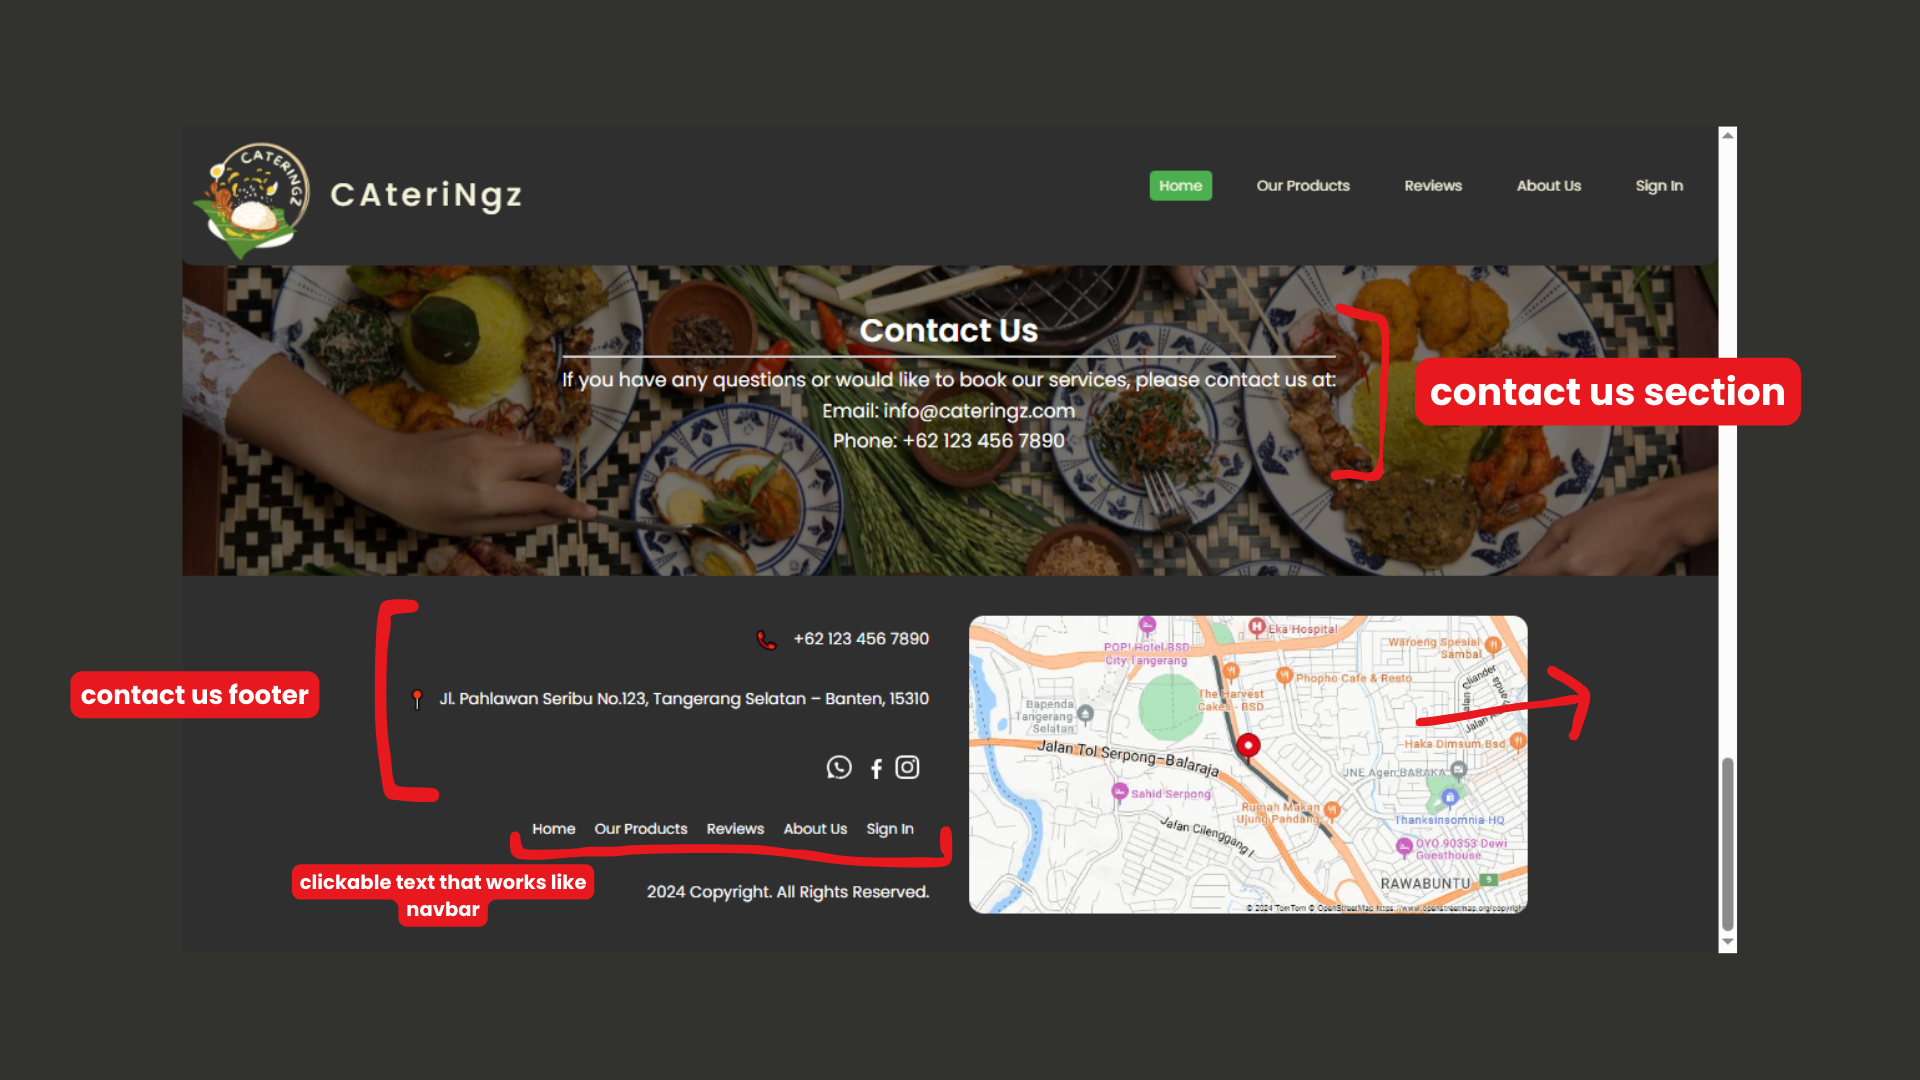 CATERINGZ
CAteriNgz
Home
Our Products
Reviews
About Us
Sign In
Contact Us
If you have any questions or would like to book our services, please contact us at:
Email: info@cateringz.com
Phone: +62 123 456 7890
contact us section
contact us footer
+62 123 456 7890
Jl. Pahlawan Seribu No.123, Tangerang Selatan – Banten, 15310
Home
Our Products
Reviews
About Us
Sign In
clickable text that works like
navbar
2024 Copyright. All Rights Reserved.
Eka Hospital
POP! Hotel BSD
City Tangerang
Waroeng Spesial
Sambal
Phopho Cafe & Resto
The Harvest
Cakes - BSD
Bapenda
Tangerang
Selatan
Jalan Cliander
Jalan Tol Serpong-Balaraja
Haka Dimsum Bsd
JNE Agen BARAKA
Sahid Serpong
Rumah Makan
Ujung Pandang
Thanksinsomnia HQ
Jalan Cilenggang I
OYO 90353 Dewi
Guesthouse
RAWABUNTU
9
© 2024 TomTom © OpenStreetMap https://www.openstreetmap.org/copyright